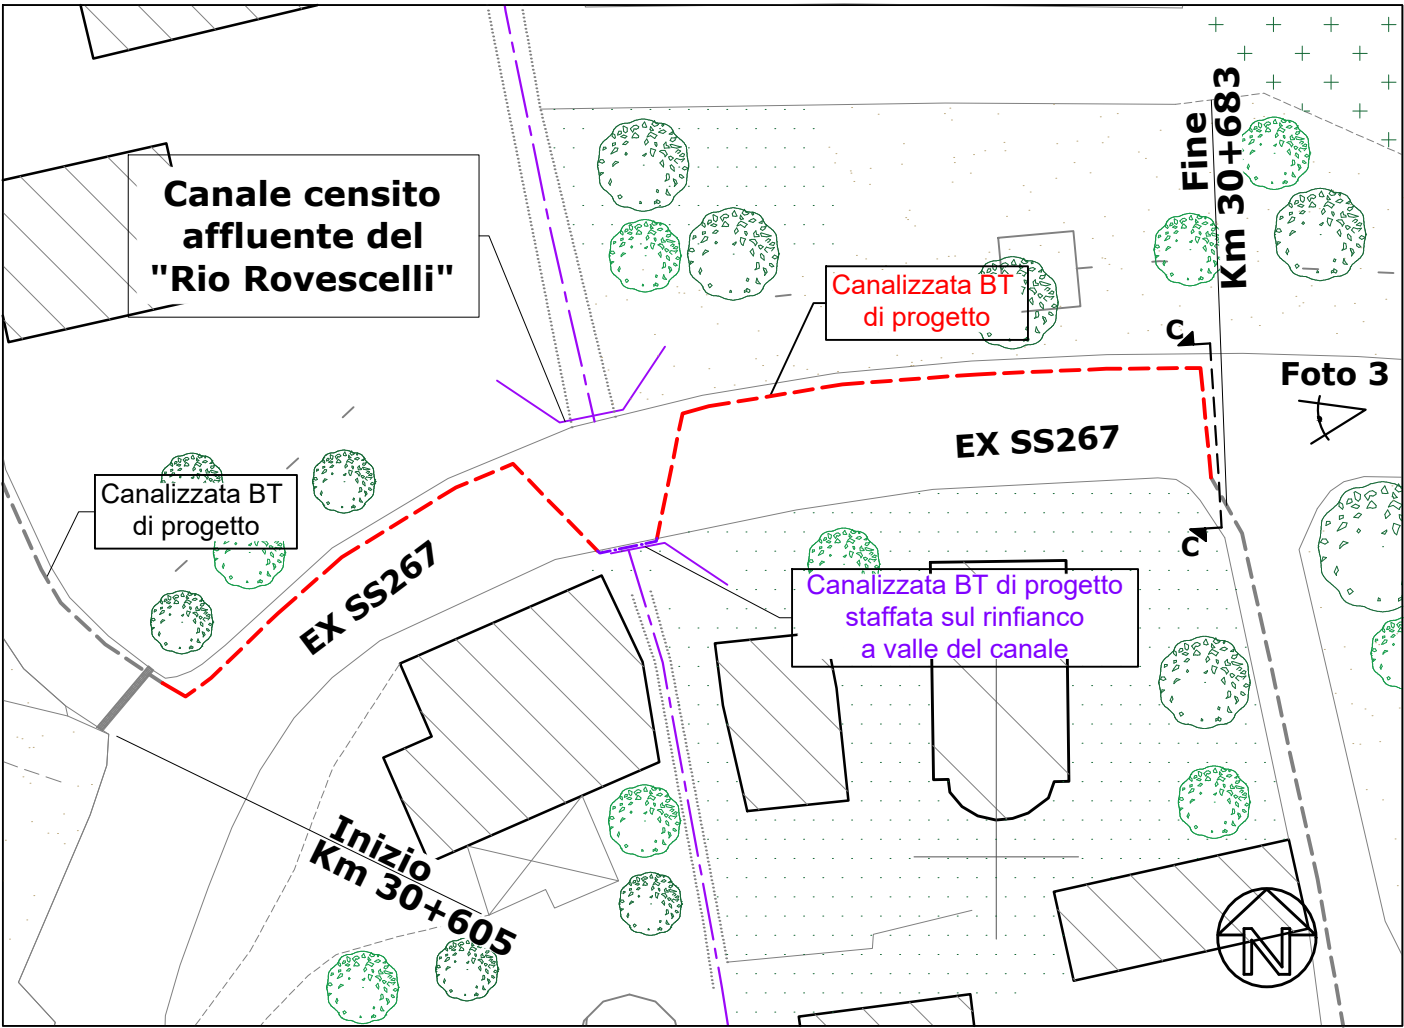 Fine
Km 30+683
Canale censito
affluente del
"Rio Rovescelli"
Canalizzata BT
di progetto
C
Foto 3
EX SS267
Canalizzata BT
di progetto
C
EX SS267
Canalizzata BT di progetto
staffata sul rinfianco
a valle del canale
Inizio
Km 30+605
N